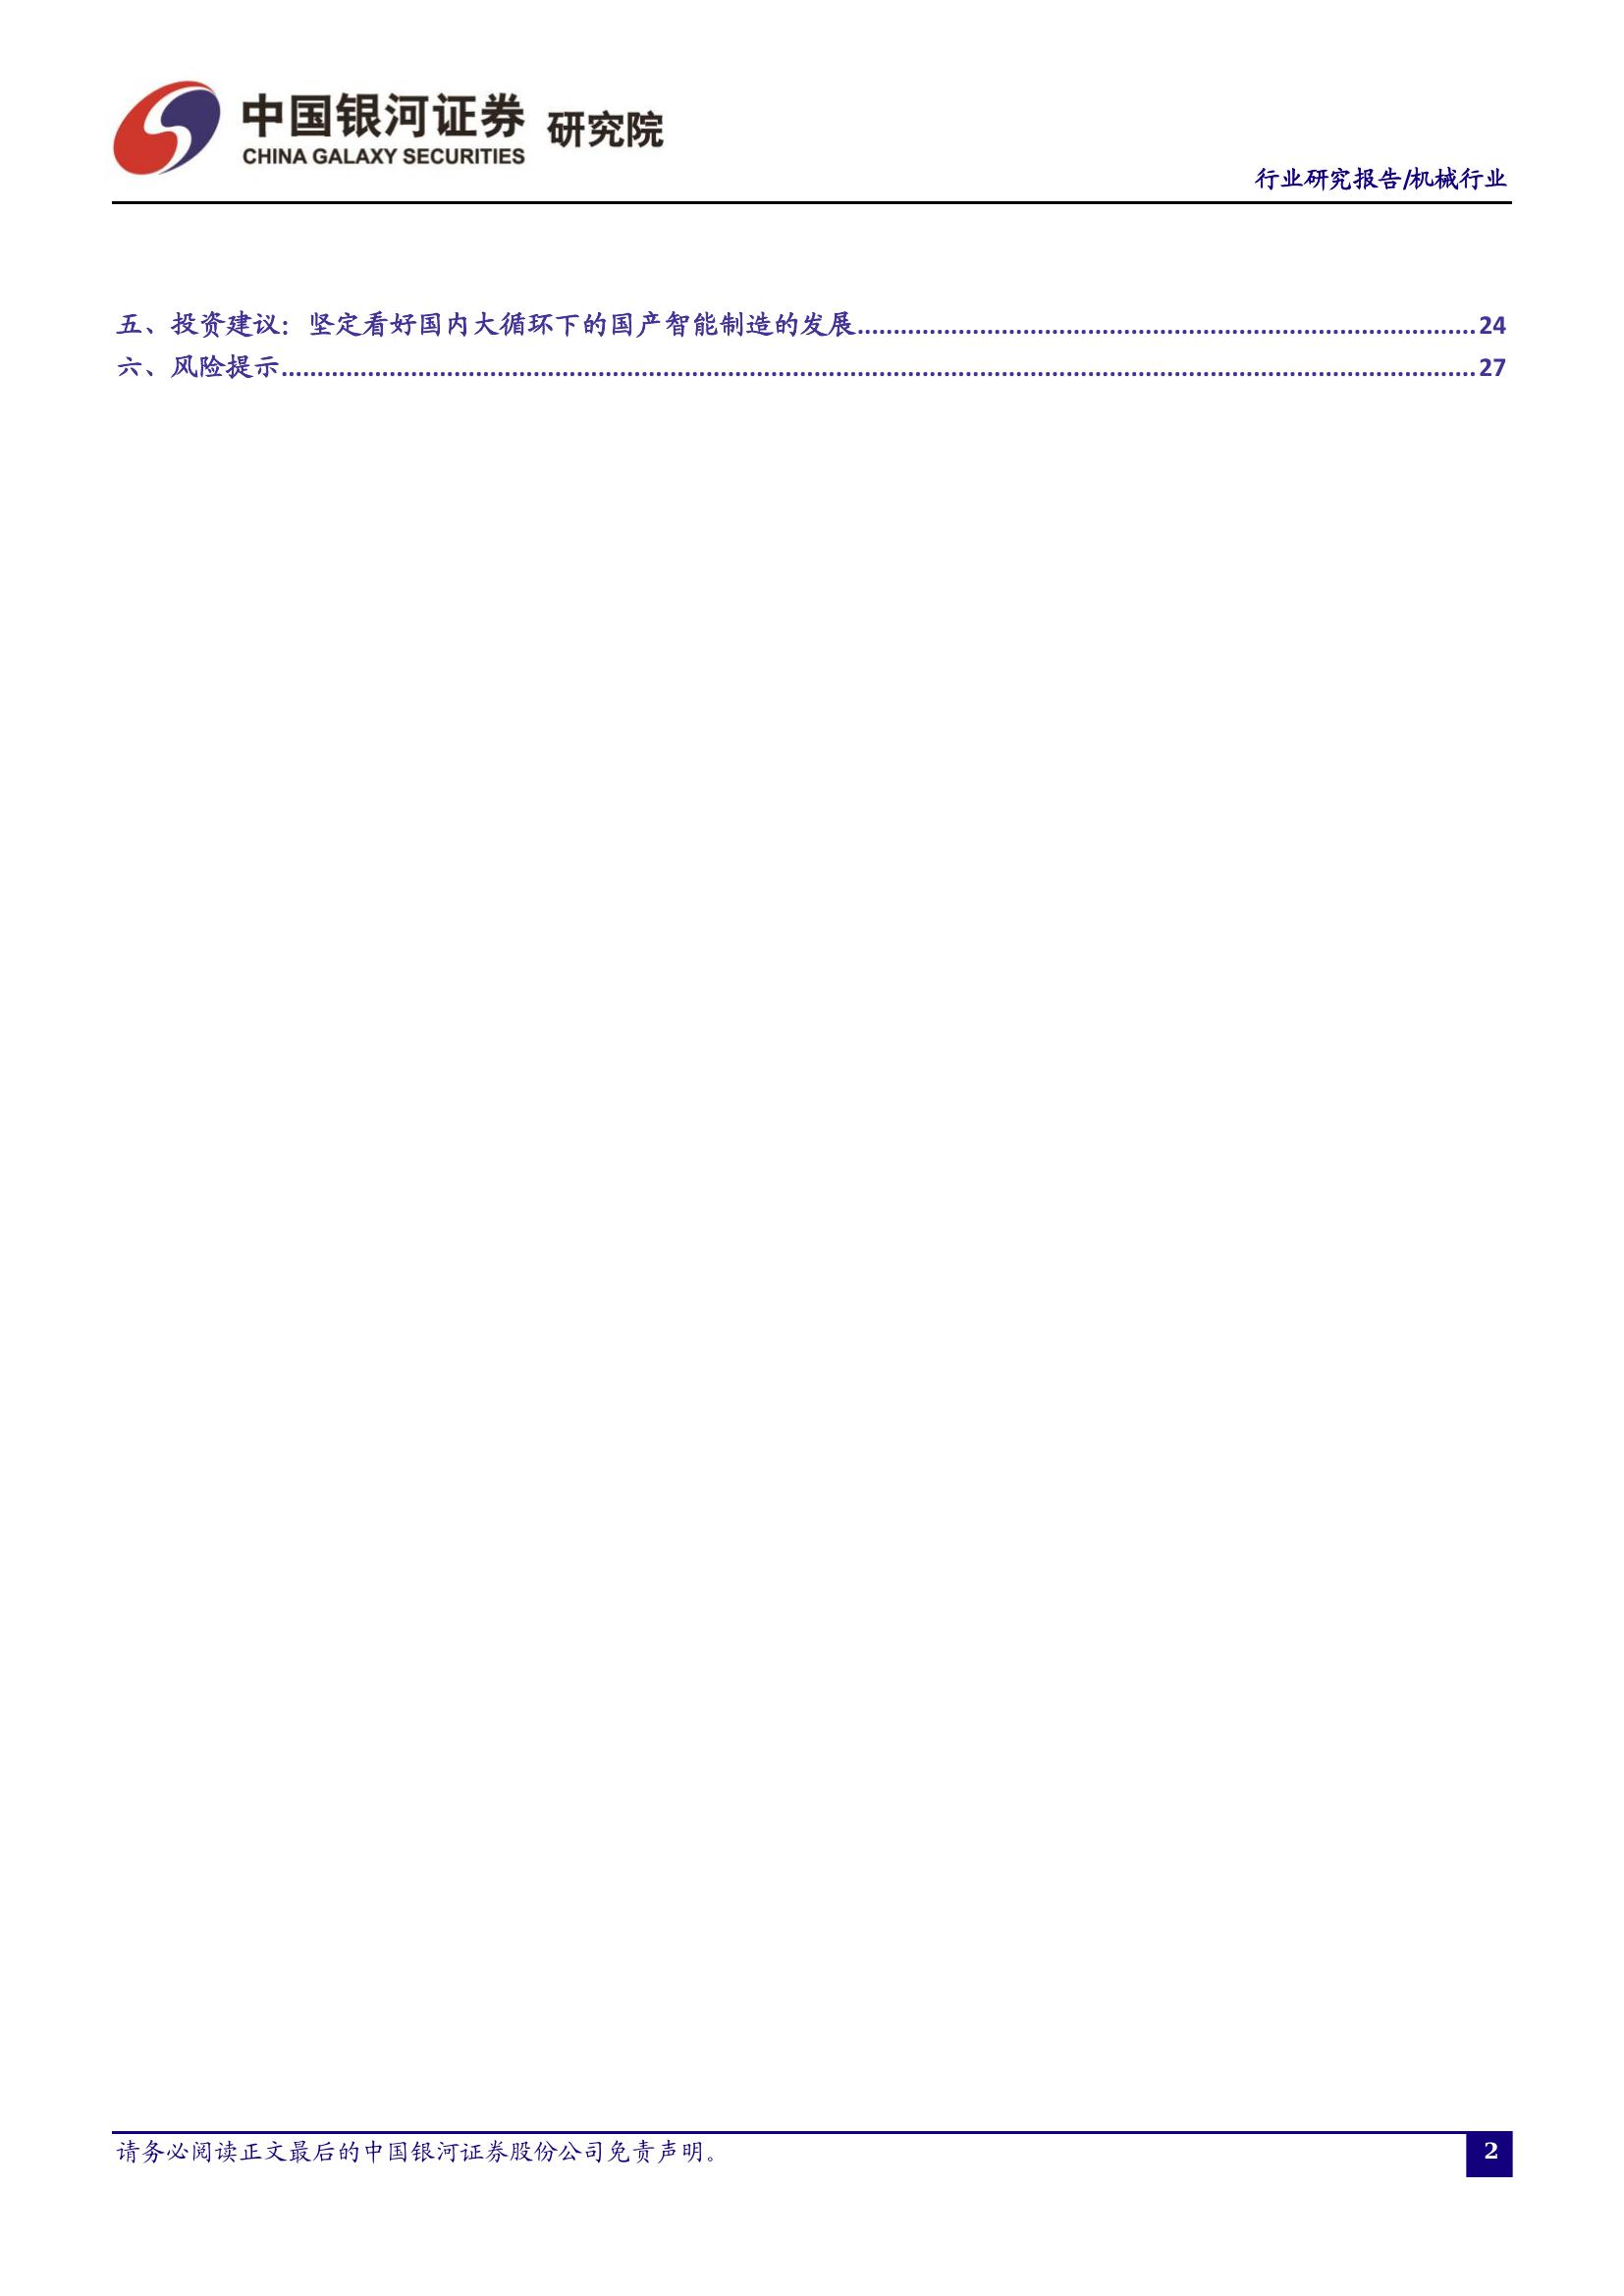 中国银河证券 研究院
CHINA GALAXY SECURITIES
行业研究报告/机械行业
五、投资建议：坚定看好国内大循环下的国产智能制造的发展........................................................................................24
六、风险提示........................................................................................................................................................................27
请务必阅读正文最后的中国银河证券股份公司免责声明。
2